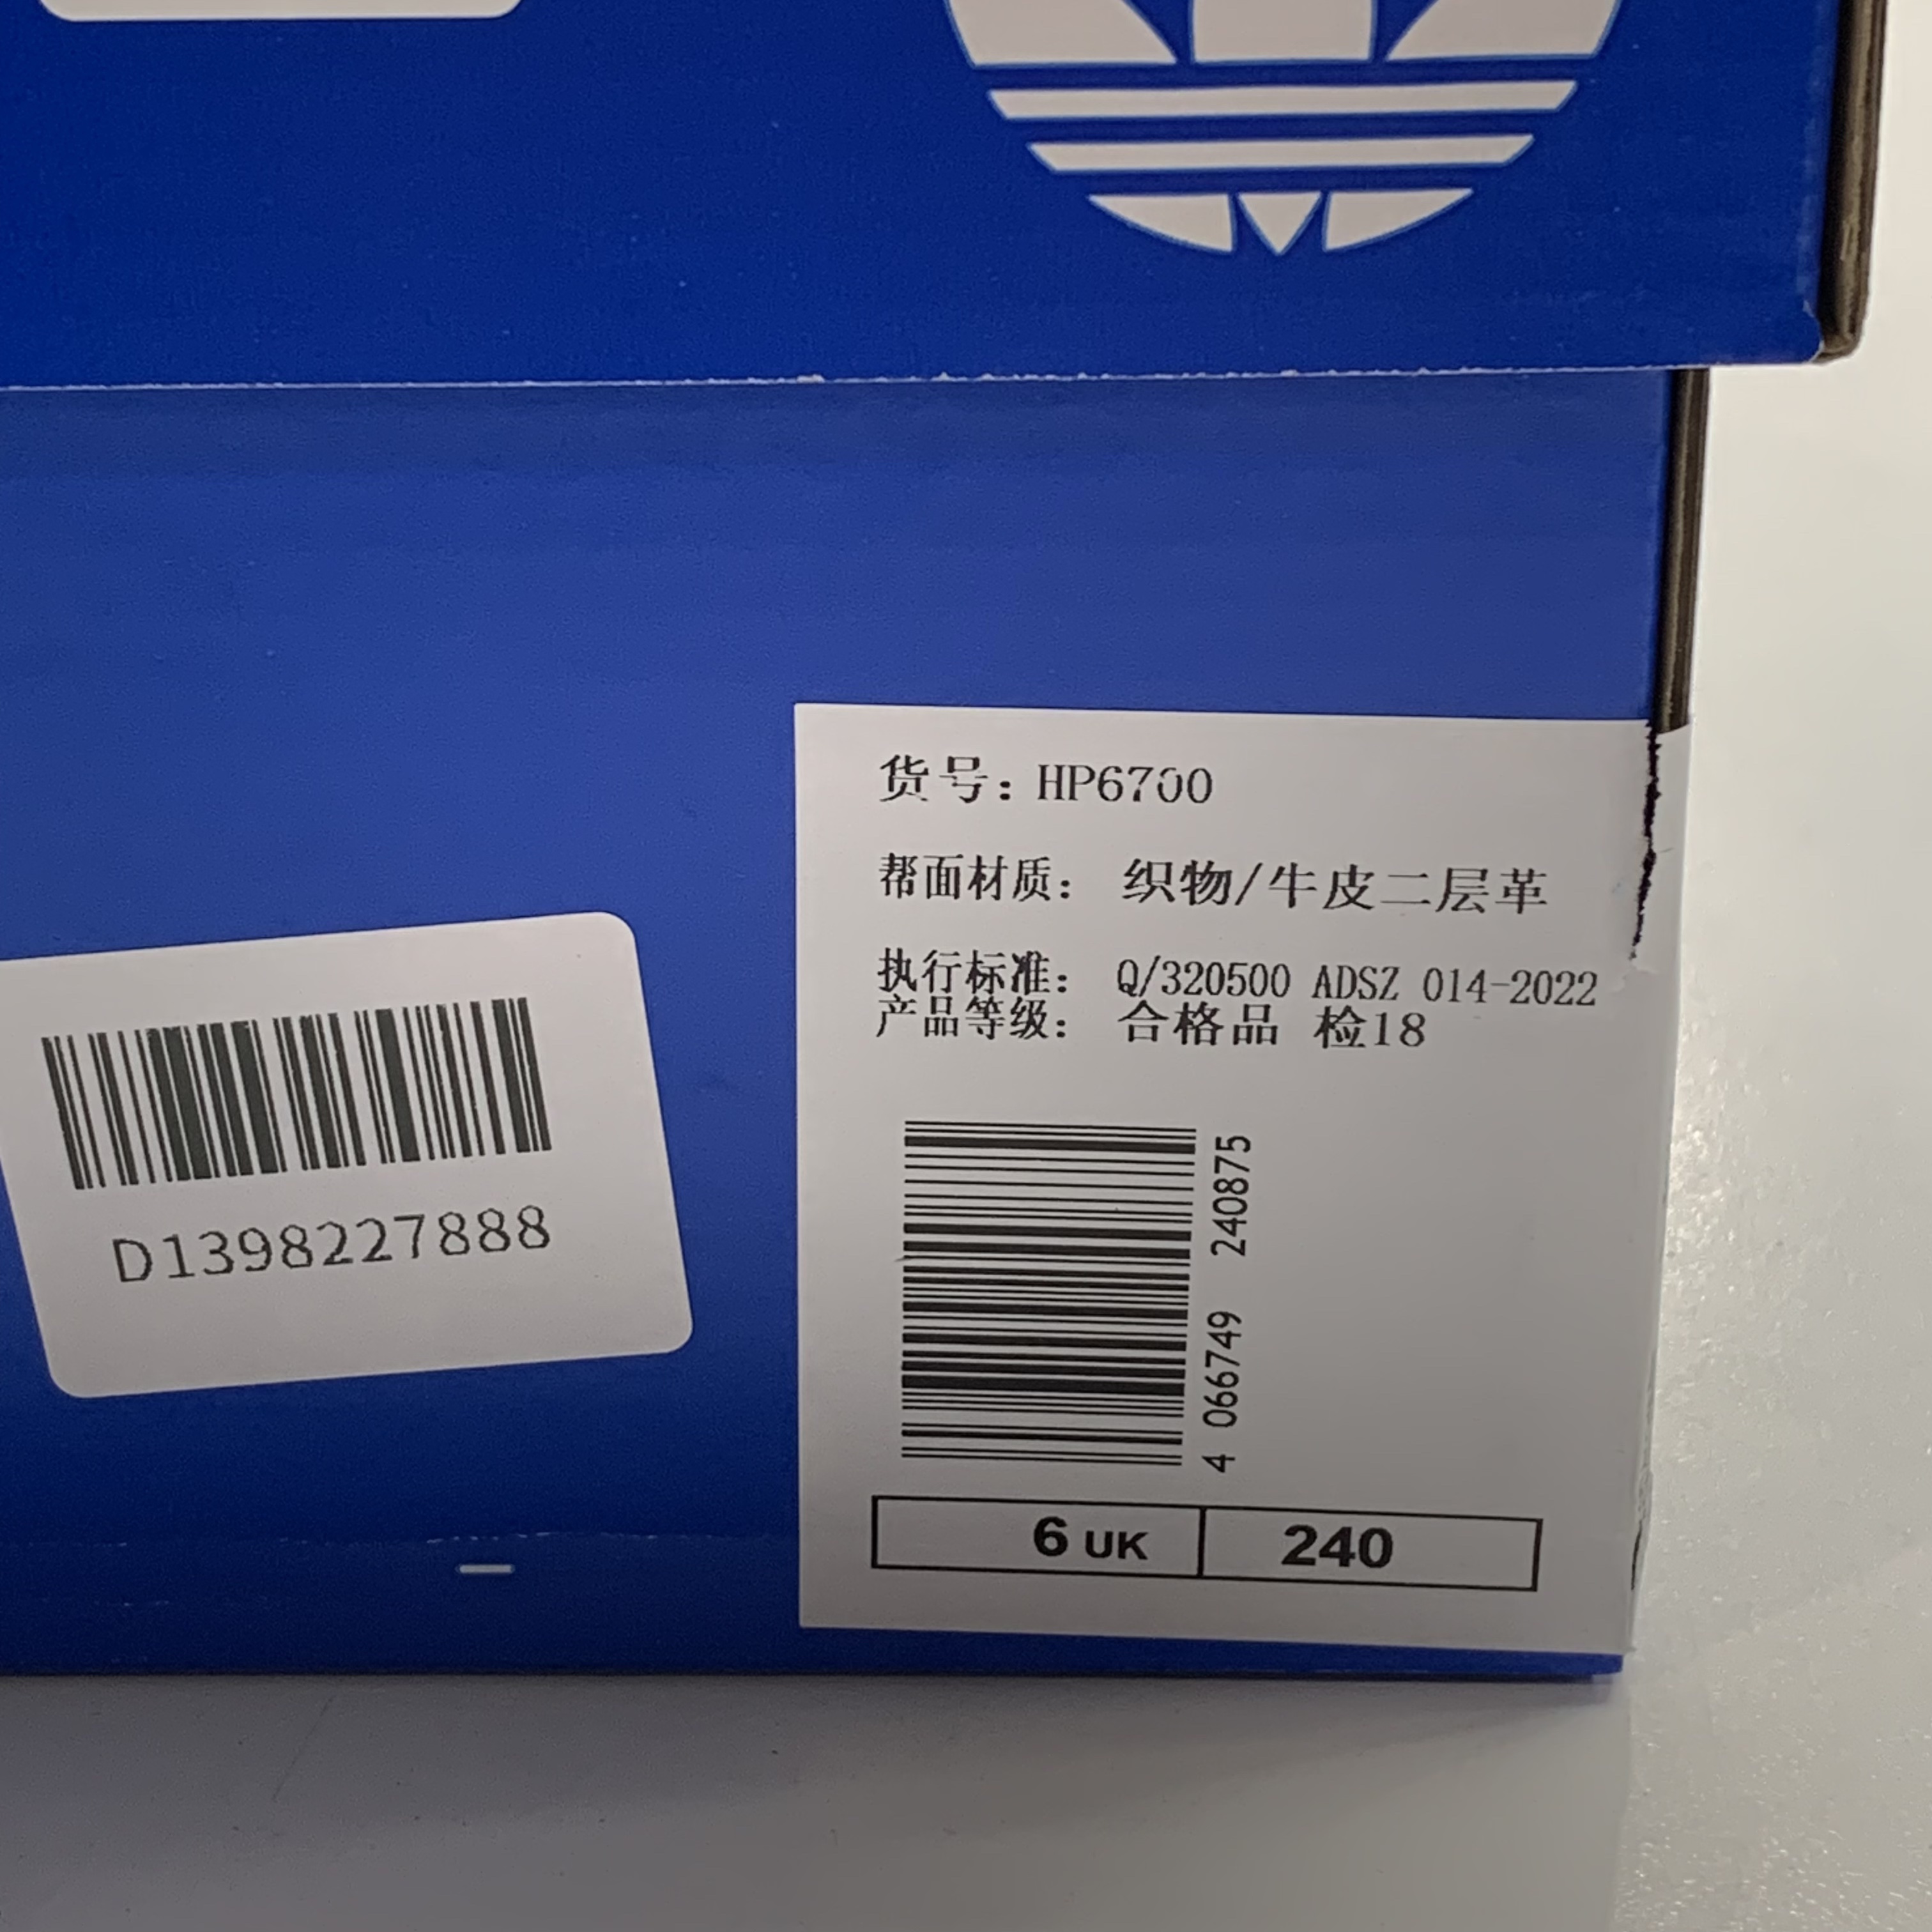 货号: HP6700
帮面材质: 织物/牛皮二层革
执行标准: Q/320500 ADSZ 014-2022
产品等级: 合格品 检18
4 066749 240875
6 UK 240
D1398227888